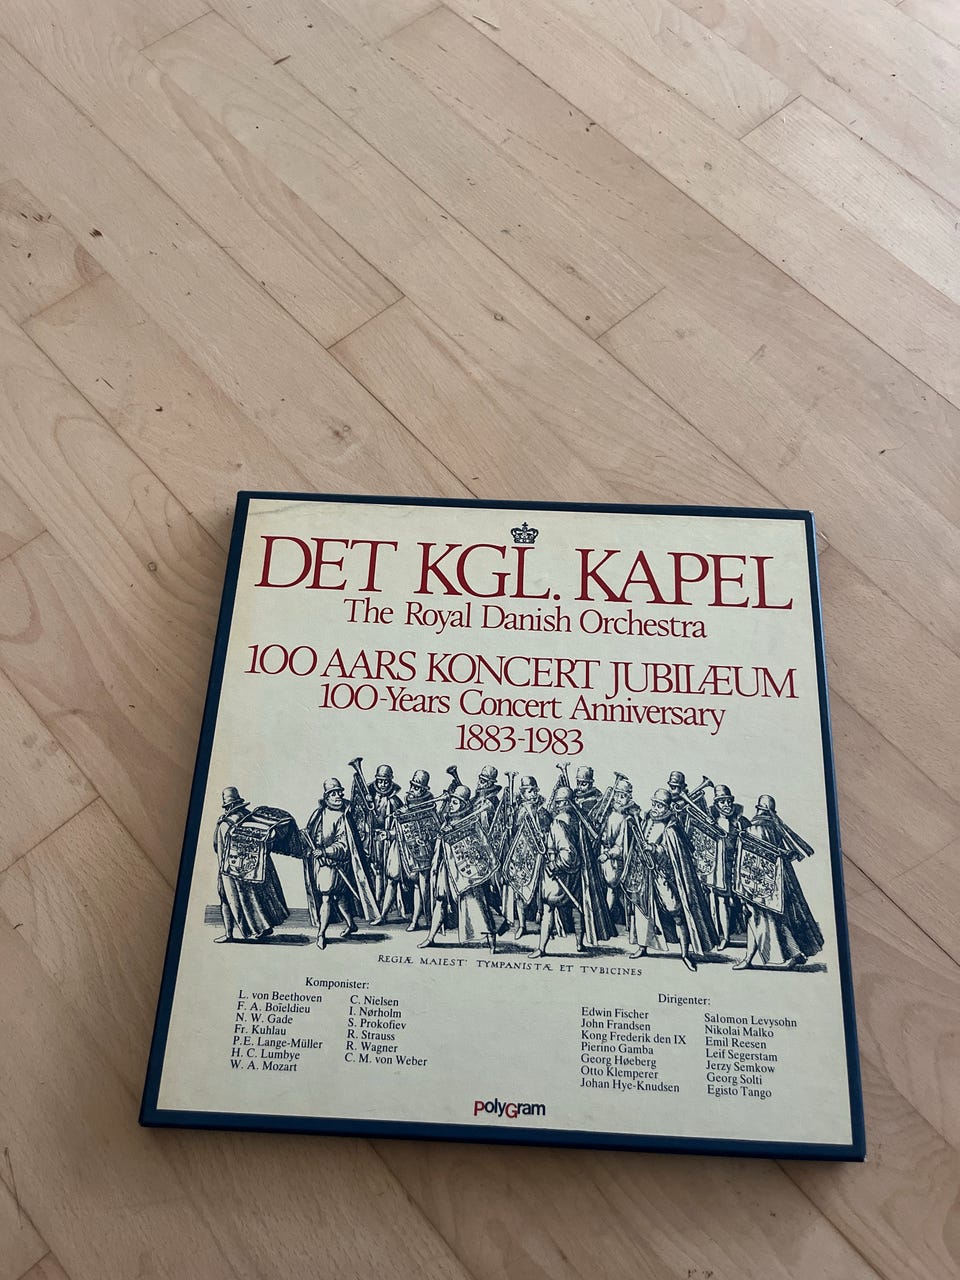 DET KGL. KAPEL
The Royal Danish Orchestra
100 AARS KONCERT JUBILÆUM
100-Years Concert Anniversary
1883-1983
REGIÆ MAIEST' TYMPANISTÆ ET TVBICINES
Komponister:
L. von Beethoven
F. A. Boïeldieu
N. W. Gade
Fr. Kuhlau
P.E. Lange-Müller
H. C. Lumbye
W. A. Mozart
C. Nielsen
I. Nørholm
S. Prokofiev
R. Strauss
R. Wagner
C. M. von Weber
Dirigenter:
Edwin Fischer
John Frandsen
Kong Frederik den IX
Pierino Gamba
Georg Høeberg
Otto Klemperer
Johan Hye-Knudsen
Salomon Levysohn
Nikolai Malko
Emil Reesen
Leif Segerstam
Jerzy Semkow
Georg Solti
Egisto Tango
PolyGram